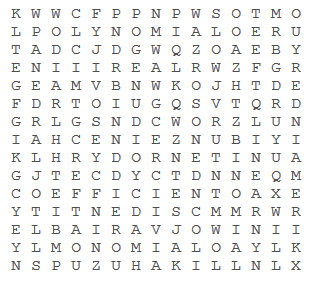 K W W C F P P N P W S O T M O
L P O L Y N O M I A L O E R U
T A D C J D G W Q Z O A E B Y
E N I I I R E A L R W Z F G R
G E A M V B N W K O J H T D E
F D R T O I U G Q S V T Q R D
G R L G S N D C W O R Z L U N
I A H C E N I E Z N U B I Y I
K L H R Y D O R N E T I N U A
G J T E C D Y C T D N N E Q M
C O E F F I C I E N T O A X E
Y T I T N E D I S C M M R W R
E L B A I R A V J O W I N I I
Y L M O N O M I A L O A Y L K
N S P U Z U H A K I L L N L X